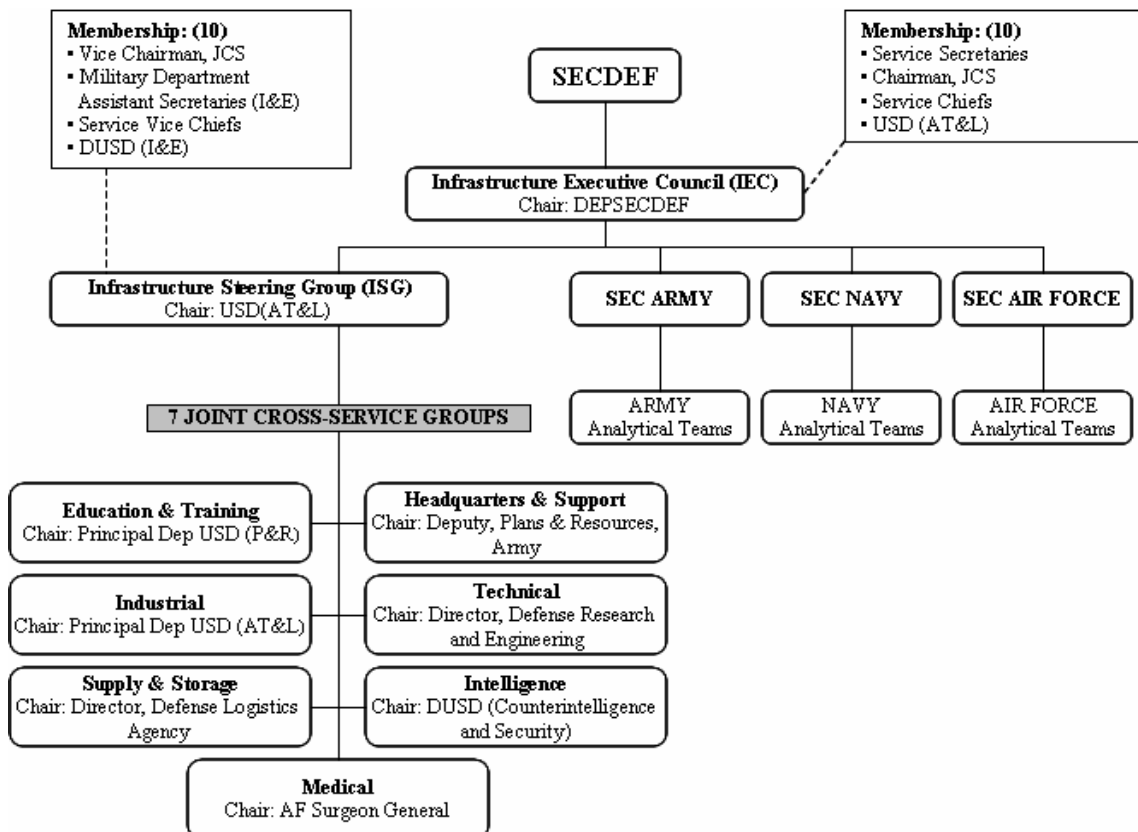 Membership: (10)
▪ Vice Chairman, JCS
▪ Military Department
Assistant Secretaries (I&E)
▪ Service Vice Chiefs
▪ DUSD (I&E)
SECDEF
Membership: (10)
▪ Service Secretaries
▪ Chairman, JCS
▪ Service Chiefs
▪ USD (AT&L)
Infrastructure Executive Council (IEC)
Chair: DEPSECDEF
Infrastructure Steering Group (ISG)
Chair: USD(AT&L)
SEC ARMY
SEC NAVY
SEC AIR FORCE
ARMY
Analytical Teams
NAVY
Analytical Teams
AIR FORCE
Analytical Teams
7 JOINT CROSS-SERVICE GROUPS
Education & Training
Chair: Principal Dep USD (P&R)
Headquarters & Support
Chair: Deputy, Plans & Resources,
Army
Industrial
Chair: Principal Dep USD (AT&L)
Technical
Chair: Director, Defense Research
and Engineering
Supply & Storage
Chair: Director, Defense Logistics
Agency
Intelligence
Chair: DUSD (Counterintelligence
and Security)
Medical
Chair: AF Surgeon General